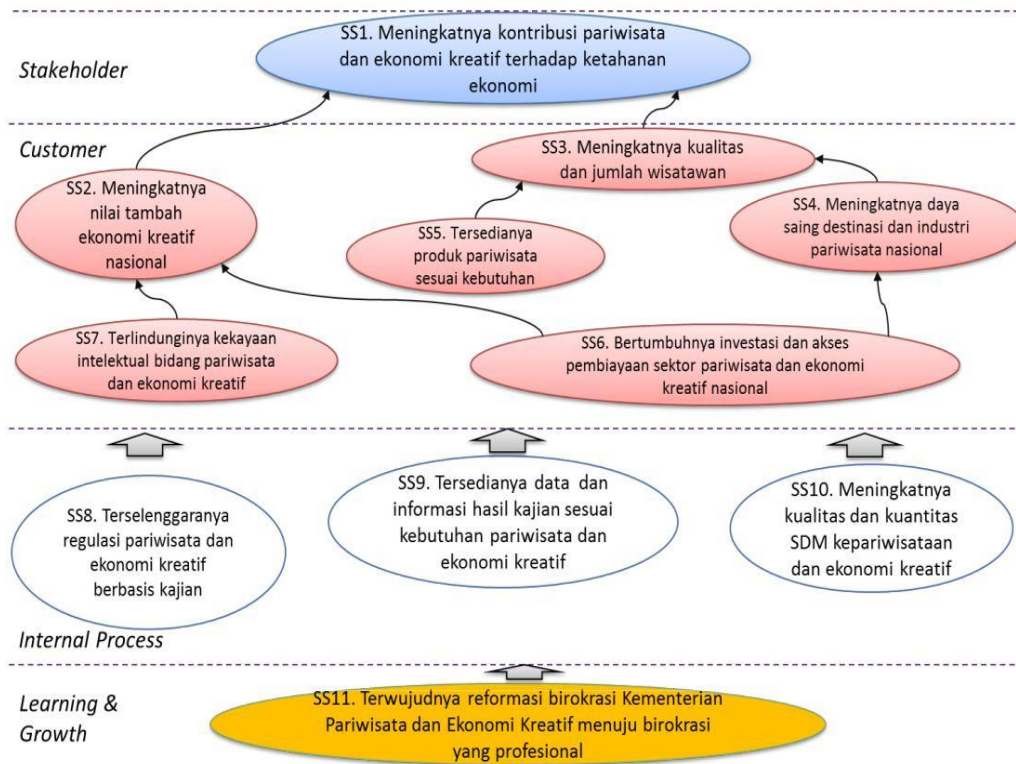 SS1. Meningkatnya kontribusi pariwisata
dan ekonomi kreatif terhadap ketahanan
ekonomi
Stakeholder
Customer
SS3. Meningkatnya kualitas
dan jumlah wisatawan
SS2. Meningkatnya
nilai tambah
ekonomi kreatif
nasional
SS5. Tersedianya
produk pariwisata
sesuai kebutuhan
SS4. Meningkatnya daya
saing destinasi dan industri
pariwisata nasional
SS7. Terlindunginya kekayaan
intelektual bidang pariwisata
dan ekonomi kreatif
SS6. Bertumbuhnya investasi dan akses
pembiayaan sektor pariwisata dan ekonomi
kreatif nasional
SS8. Terselenggaranya
regulasi pariwisata dan
ekonomi kreatif
berbasis kajian
SS9. Tersedianya data dan
informasi hasil kajian sesuai
kebutuhan pariwisata dan
ekonomi kreatif
SS10. Meningkatnya
kualitas dan kuantitas
SDM kepariwisataan
dan ekonomi kreatif
Internal Process
Learning &
Growth
SS11. Terwujudnya reformasi birokrasi Kementerian
Pariwisata dan Ekonomi Kreatif menuju birokrasi
yang profesional